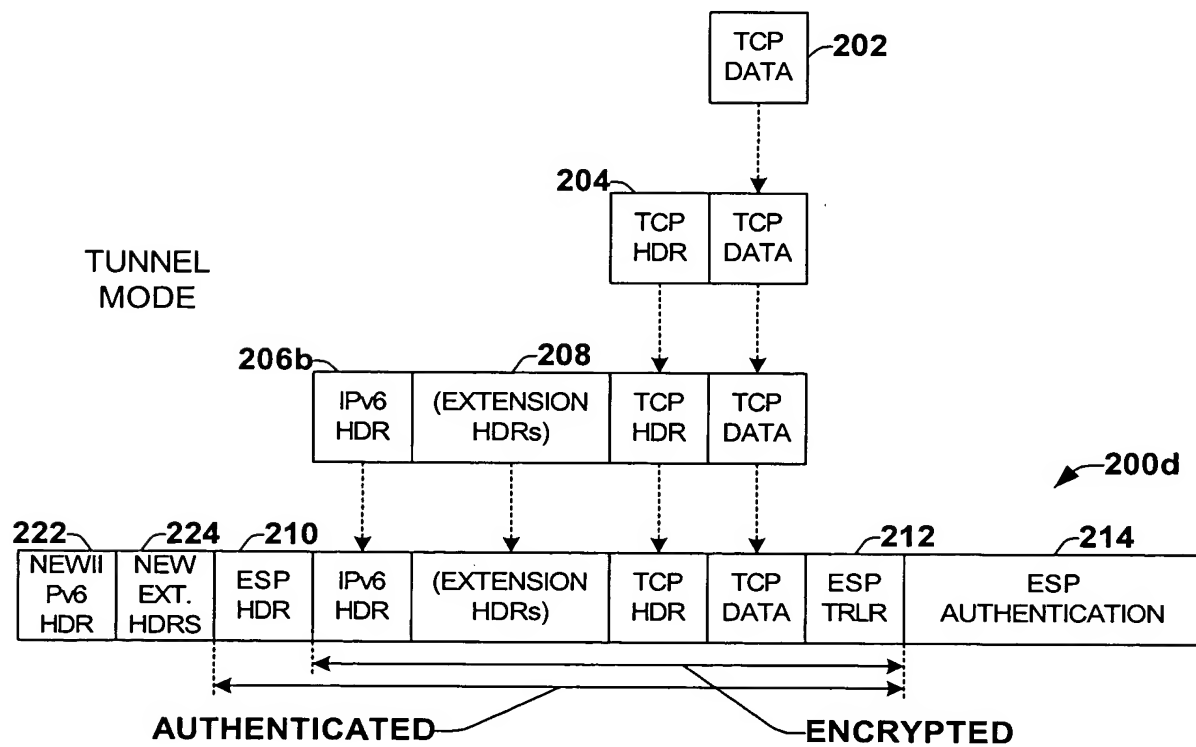 TCP
DATA
202
204
TCP
HDR
TCP
DATA
TUNNEL
MODE
206b
208
IPv6
HDR
(EXTENSION
HDRs)
TCP
HDR
TCP
DATA
200d
222
224
210
212
214
NEWII
Pv6
HDR
NEW
EXT.
HDRS
ESP
HDR
IPv6
HDR
(EXTENSION
HDRs)
TCP
HDR
TCP
DATA
ESP
TRLR
ESP
AUTHENTICATION
AUTHENTICATED
ENCRYPTED